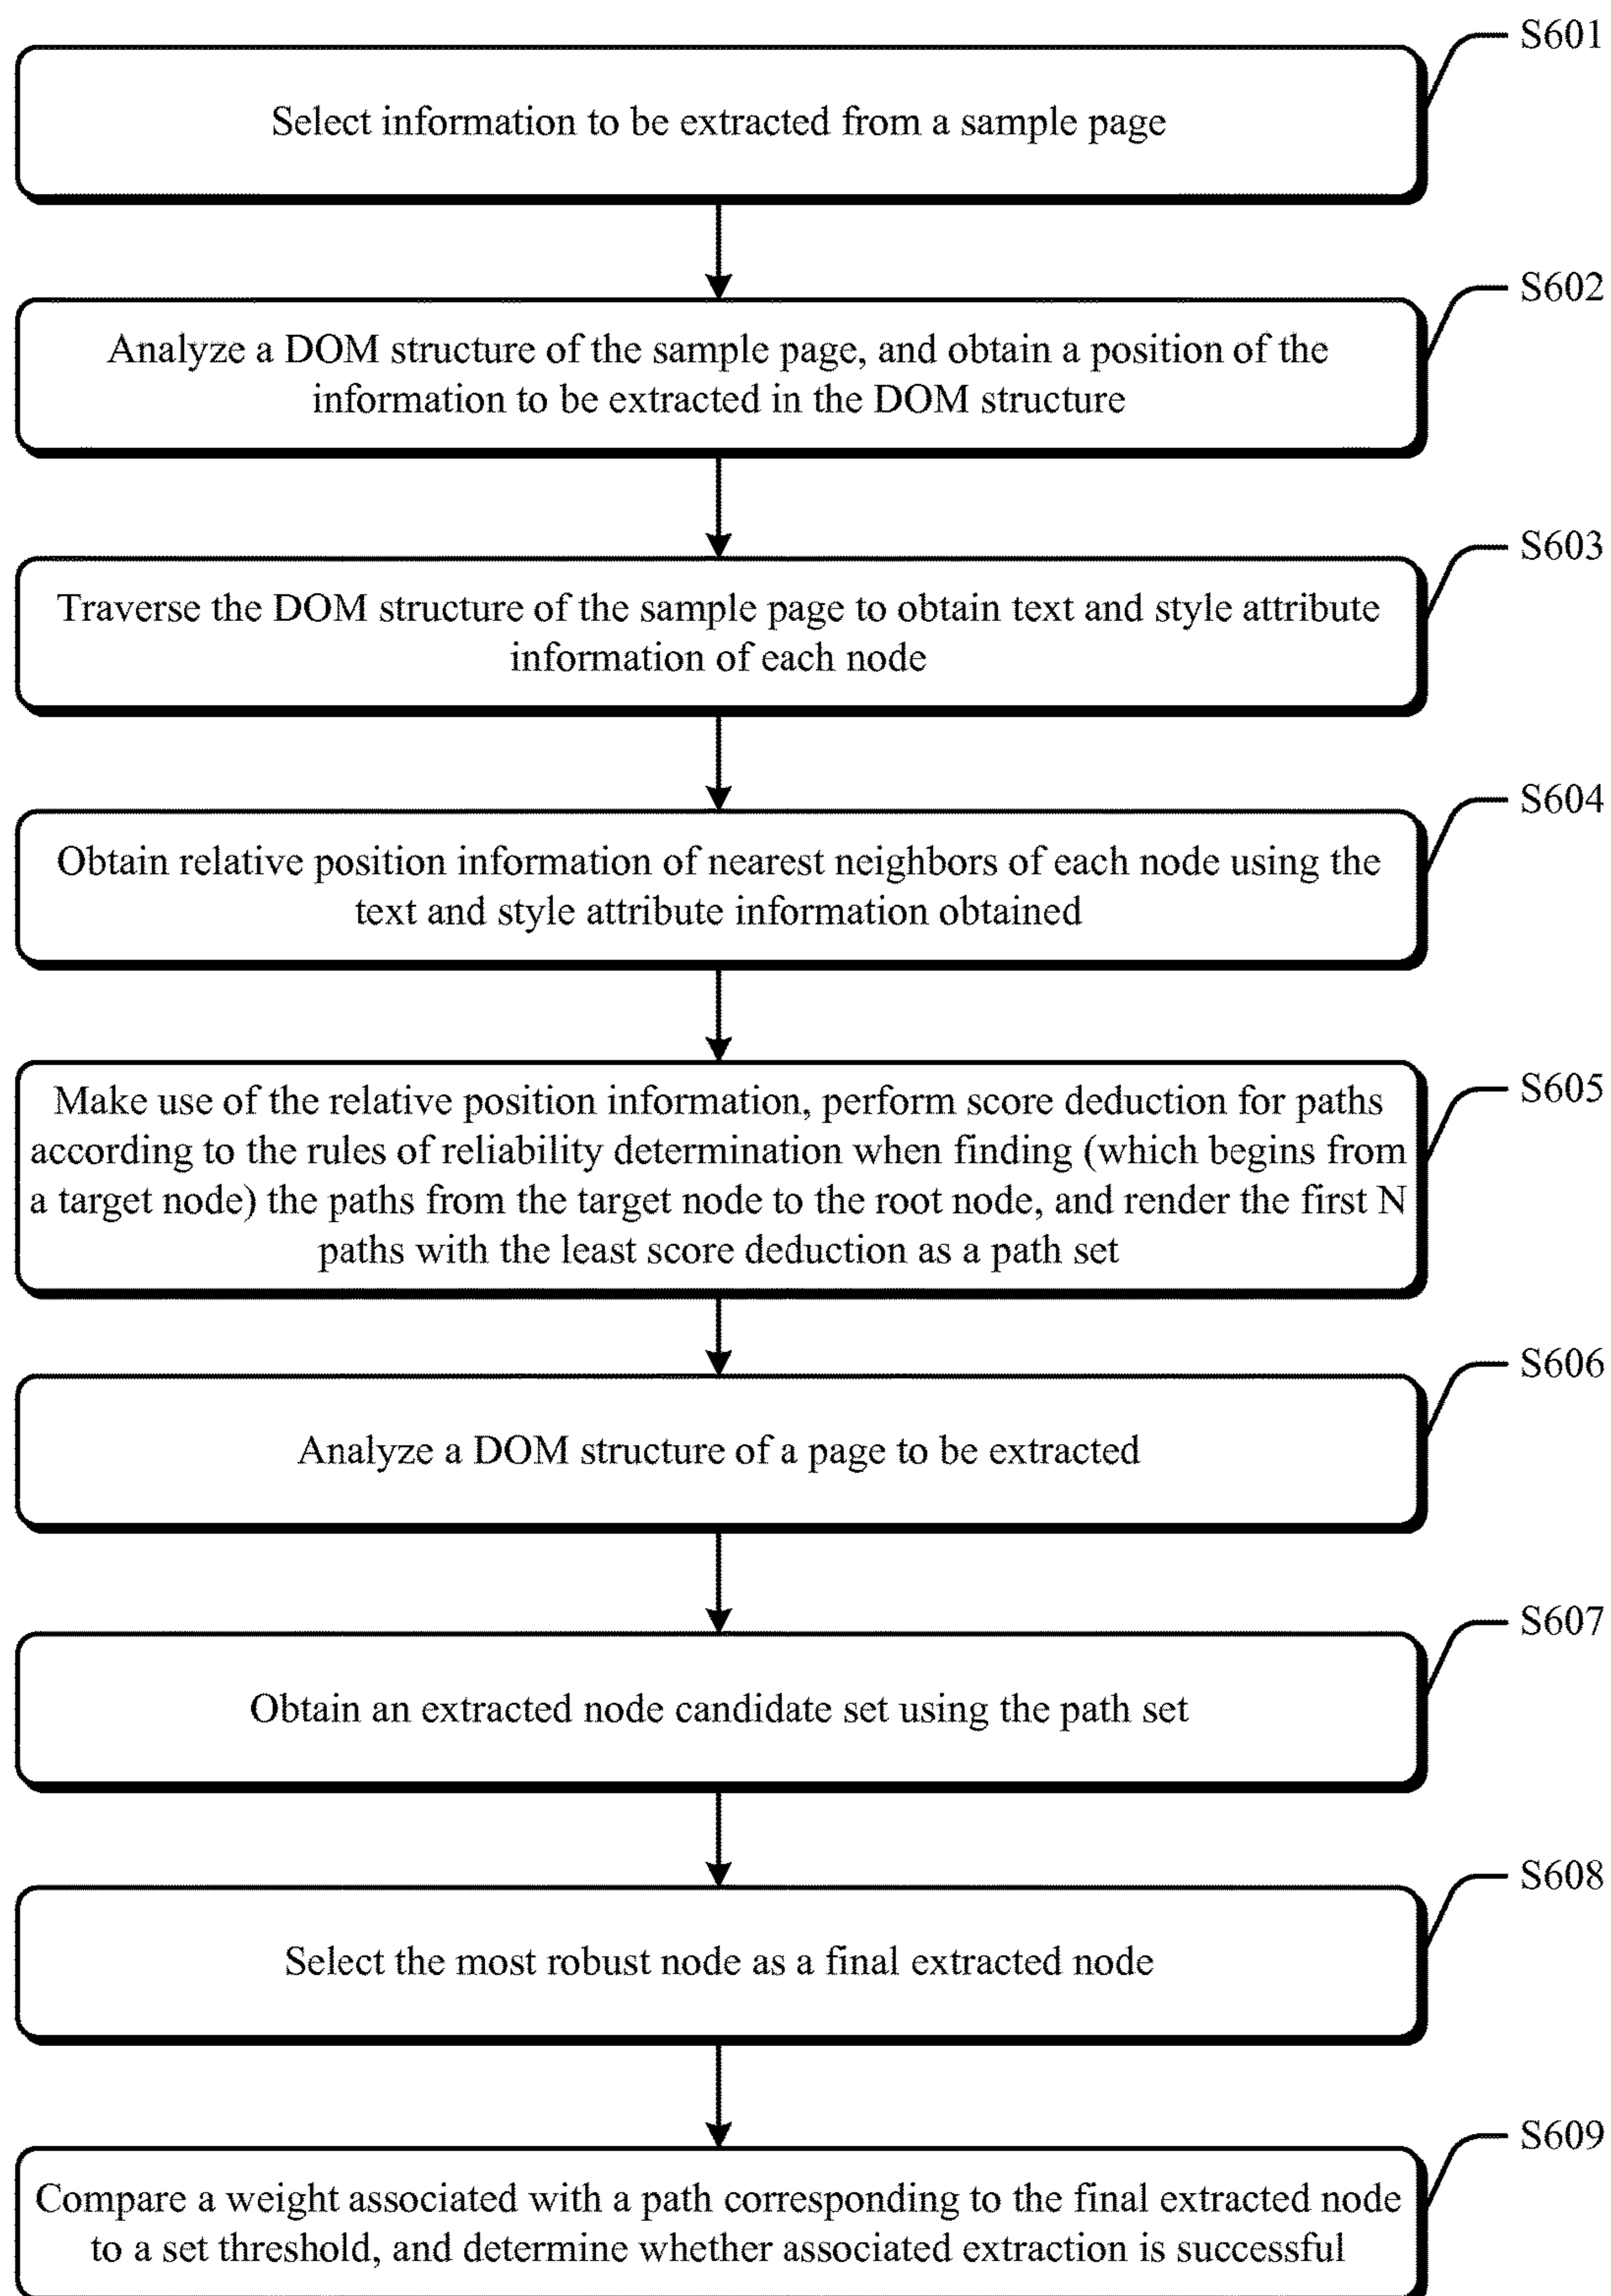 S601
Select information to be extracted from a sample page
S602
Analyze a DOM structure of the sample page, and obtain a position of the
information to be extracted in the DOM structure
S603
Traverse the DOM structure of the sample page to obtain text and style attribute
information of each node
S604
Obtain relative position information of nearest neighbors of each node using the
text and style attribute information obtained
S605
Make use of the relative position information, perform score deduction for paths
according to the rules of reliability determination when finding (which begins from
a target node) the paths from the target node to the root node, and render the first N
paths with the least score deduction as a path set
S606
Analyze a DOM structure of a page to be extracted
S607
Obtain an extracted node candidate set using the path set
S608
Select the most robust node as a final extracted node
S609
Compare a weight associated with a path corresponding to the final extracted node
to a set threshold, and determine whether associated extraction is successful